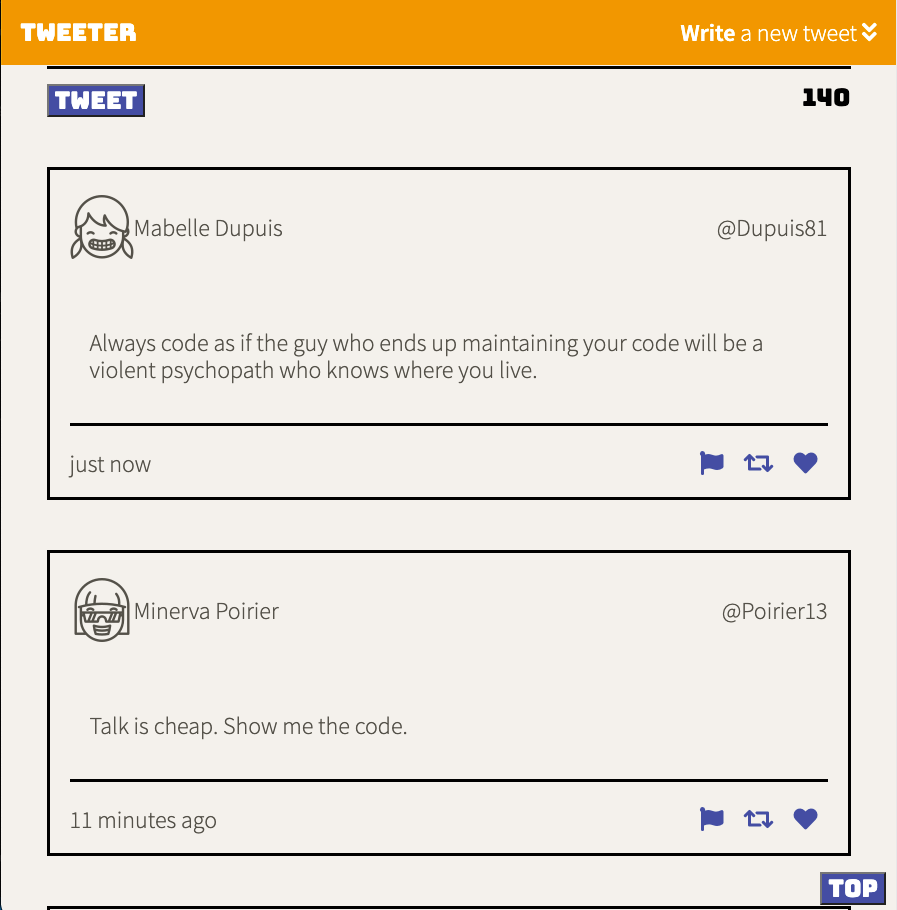 TWEETER
Write a new tweet
TWEET
140
Mabelle Dupuis
@Dupuis81
Always code as if the guy who ends up maintaining your code will be a
violent psychopath who knows where you live.
just now
Minerva Poirier
@Poirier13
Talk is cheap. Show me the code.
11 minutes ago
TOP